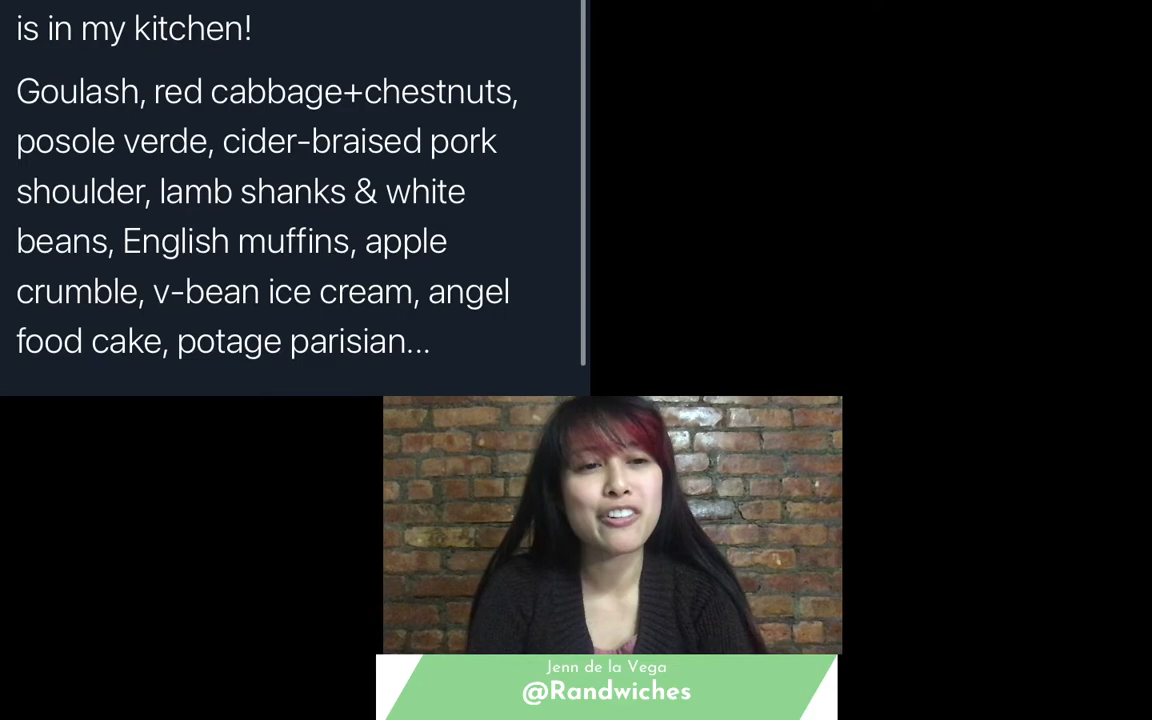 is in my kitchen!
Goulash, red cabbage+chestnuts,
posole verde, cider-braised pork
shoulder, lamb shanks & white
beans, English muffins, apple
crumble, v-bean ice cream, angel
food cake, potage parisian...
Jenn de la Vega
@Randwiches